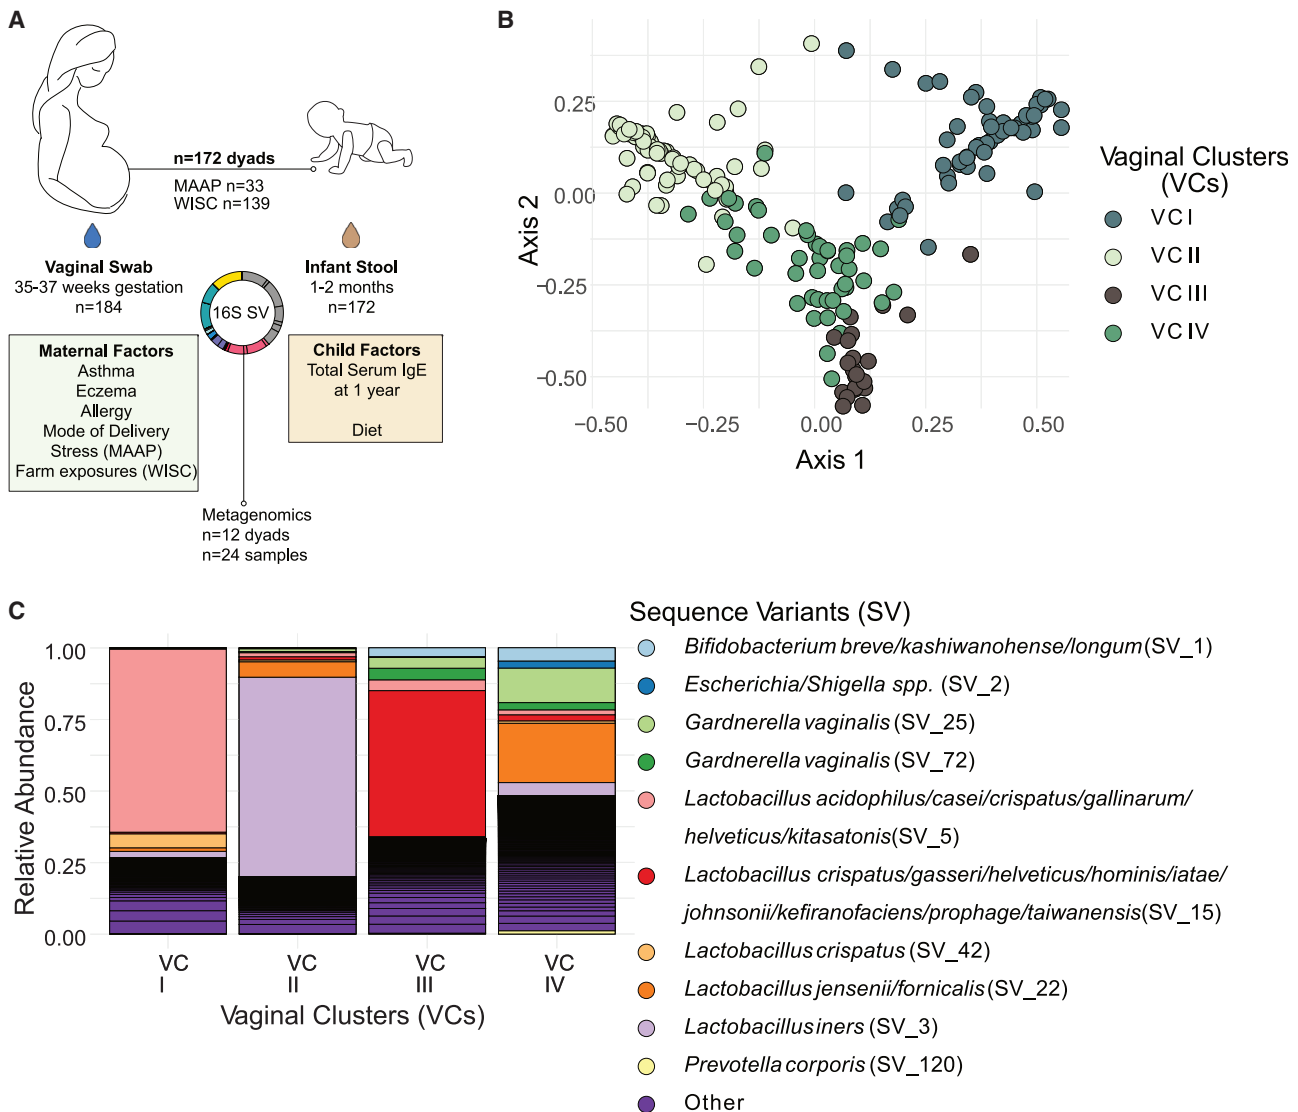 A
n=172 dyads
MAAP n=33
WISC n=139
Vaginal Swab
35-37 weeks gestation
n=184
Infant Stool
1-2 months
n=172
16S SV
Maternal Factors
Asthma
Eczema
Allergy
Mode of Delivery
Stress (MAAP)
Farm exposures (WISC)
Child Factors
Total Serum IgE
at 1 year
Diet
Metagenomics
n=12 dyads
n=24 samples
B
Axis 2
0.25
0.00
−0.25
−0.50
−0.50
−0.25
0.00
0.25
0.50
Axis 1
Vaginal Clusters
(VCs)
VC I
VC II
VC III
VC IV
C
Relative Abundance
1.00
0.75
0.50
0.25
0.00
VC
I
VC
II
VC
III
VC
IV
Vaginal Clusters (VCs)
Sequence Variants (SV)
Bifidobacterium breve/kashiwanohense/longum (SV_1)
Escherichia/Shigella spp. (SV_2)
Gardnerella vaginalis (SV_25)
Gardnerella vaginalis (SV_72)
Lactobacillus acidophilus/casei/crispatus/gallinarum/
helveticus/kitasatonis (SV_5)
Lactobacillus crispatus/gasseri/helveticus/hominis/iatae/
johnsonii/kefiranofaciens/prophage/taiwanensis (SV_15)
Lactobacillus crispatus (SV_42)
Lactobacillus jensenii/fornicalis (SV_22)
Lactobacillus iners (SV_3)
Prevotella corporis (SV_120)
Other